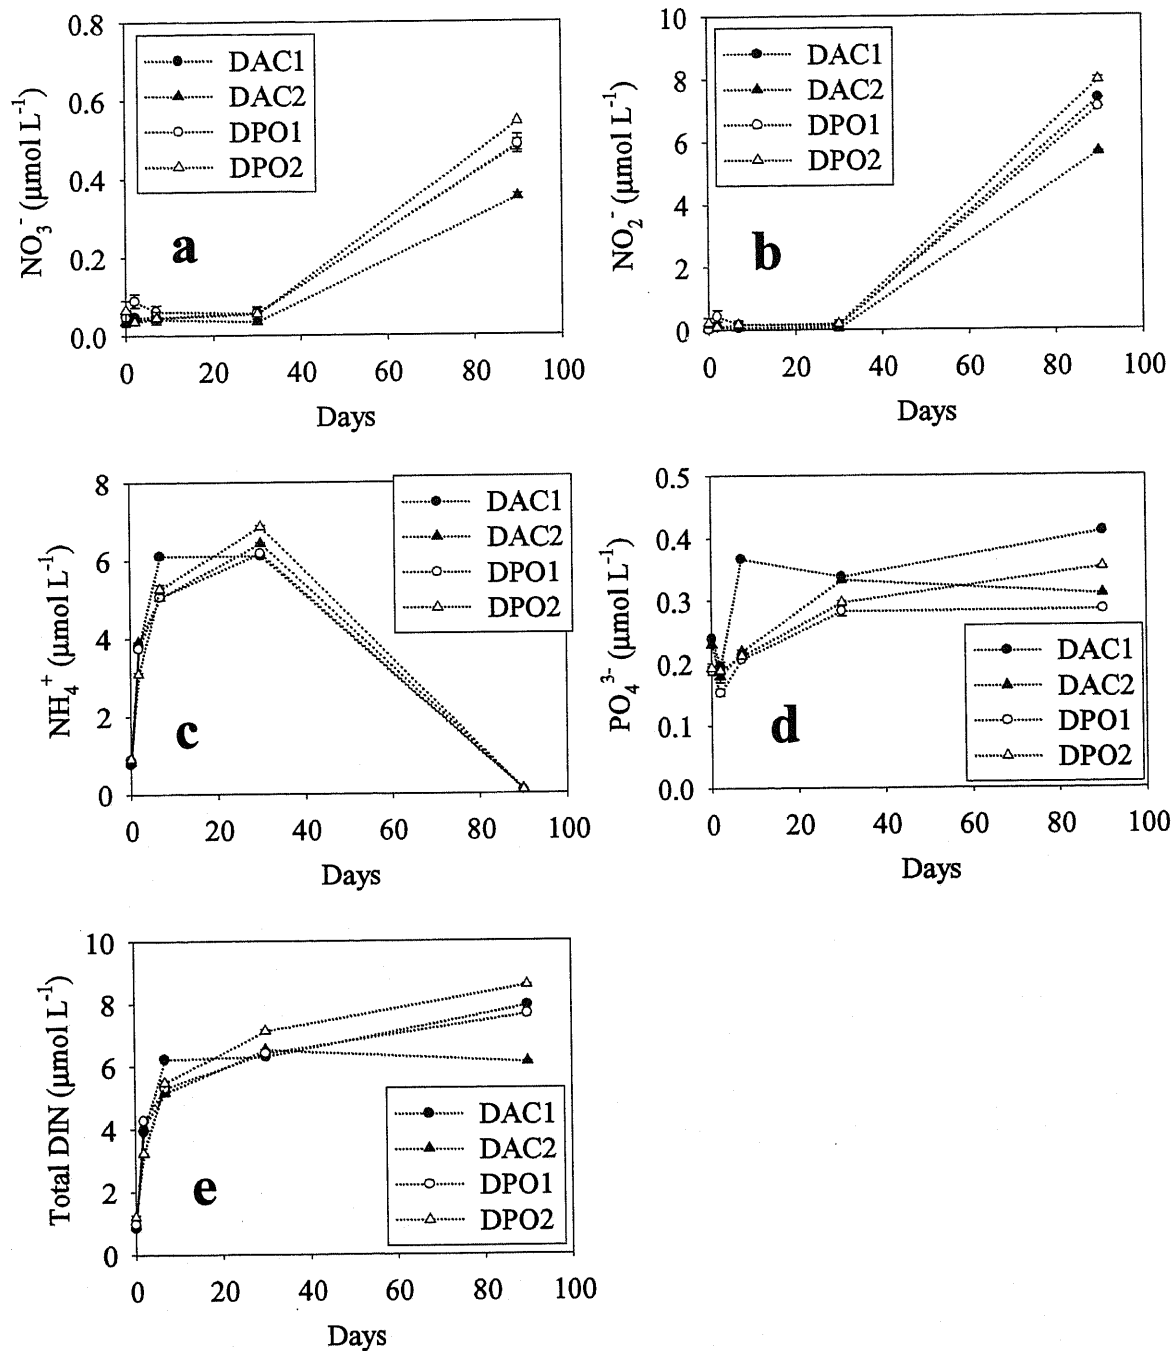 NO₃⁻ (µmol L⁻¹)
0.8
0.6
0.4
0.2
0.0
DAC1
DAC2
DPO1
DPO2
a
0 20 40 60 80 100
Days
NO₂⁻ (µmol L⁻¹)
10
8
6
4
2
0
DAC1
DAC2
DPO1
DPO2
b
0 20 40 60 80 100
Days
NH₄⁺ (µmol L⁻¹)
8
6
4
2
0
DAC1
DAC2
DPO1
DPO2
c
0 20 40 60 80 100
Days
PO₄³⁻ (µmol L⁻¹)
0.5
0.4
0.3
0.2
0.1
0.0
DAC1
DAC2
DPO1
DPO2
d
0 20 40 60 80 100
Days
Total DIN (µmol L⁻¹)
10
8
6
4
2
0
DAC1
DAC2
DPO1
DPO2
e
0 20 40 60 80 100
Days